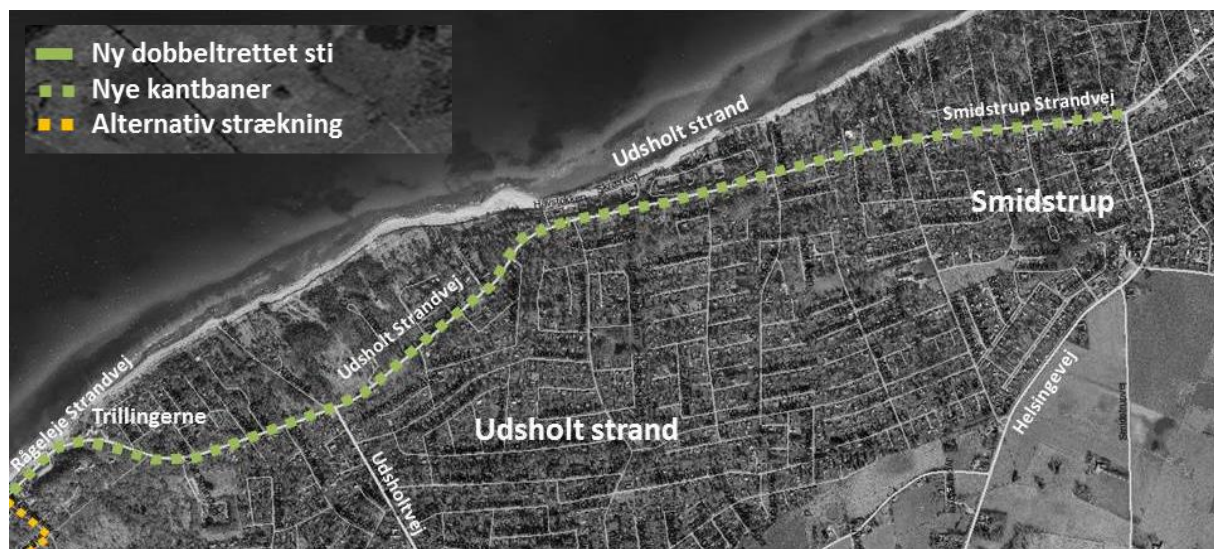 Ny dobbeltrettet sti
Nye kantbaner
Alternativ strækning
Smidstrup Strandvej
Udsholt strand
Smidstrup
Udsholt Strandvej
Rågeleje Strandvej
Trillingerne
Udsholt strand
Udsholtvej
Helsingevej